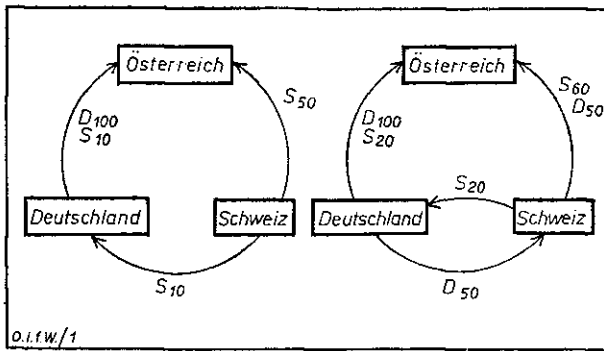 Österreich
D100
S10
S50
Deutschland
Schweiz
S10
Österreich
D100
S20
S60
D50
S20
Deutschland
Schweiz
D50
o.i.f.w./1